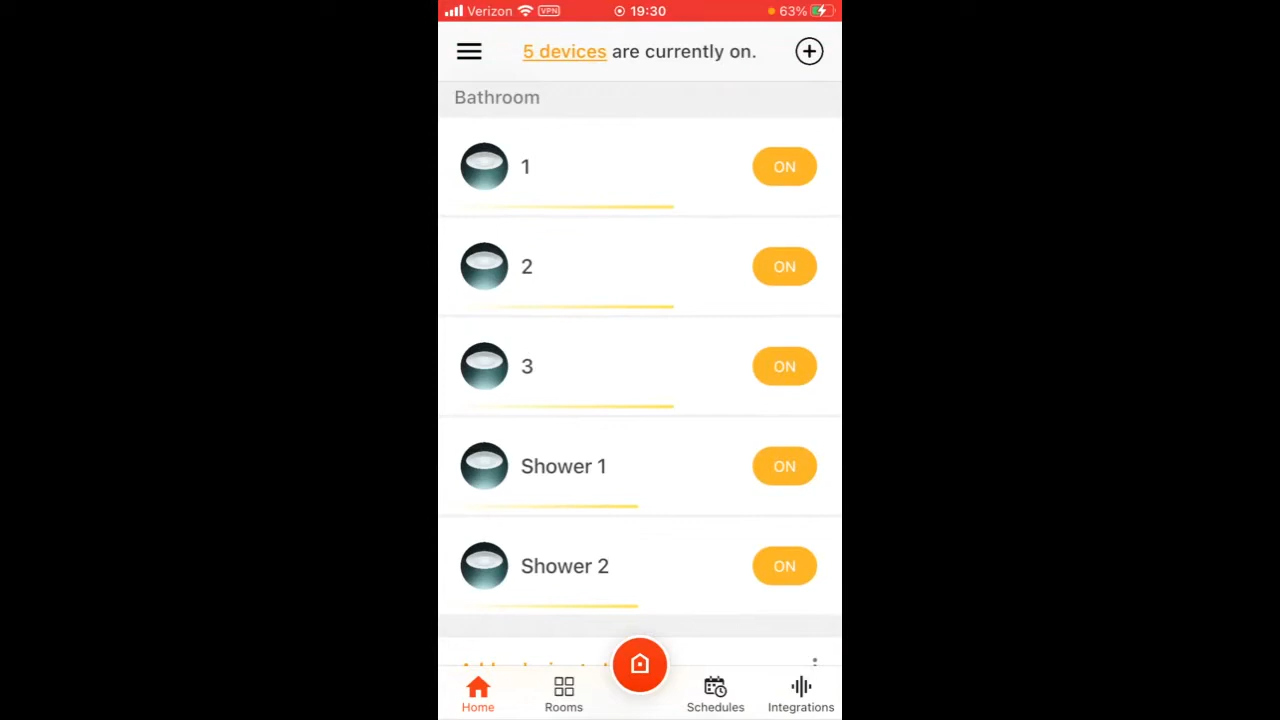 Verizon VPN 19:30 63%
5 devices are currently on.
Bathroom
1 ON
2 ON
3 ON
Shower 1 ON
Shower 2 ON
Home Rooms Schedules Integrations